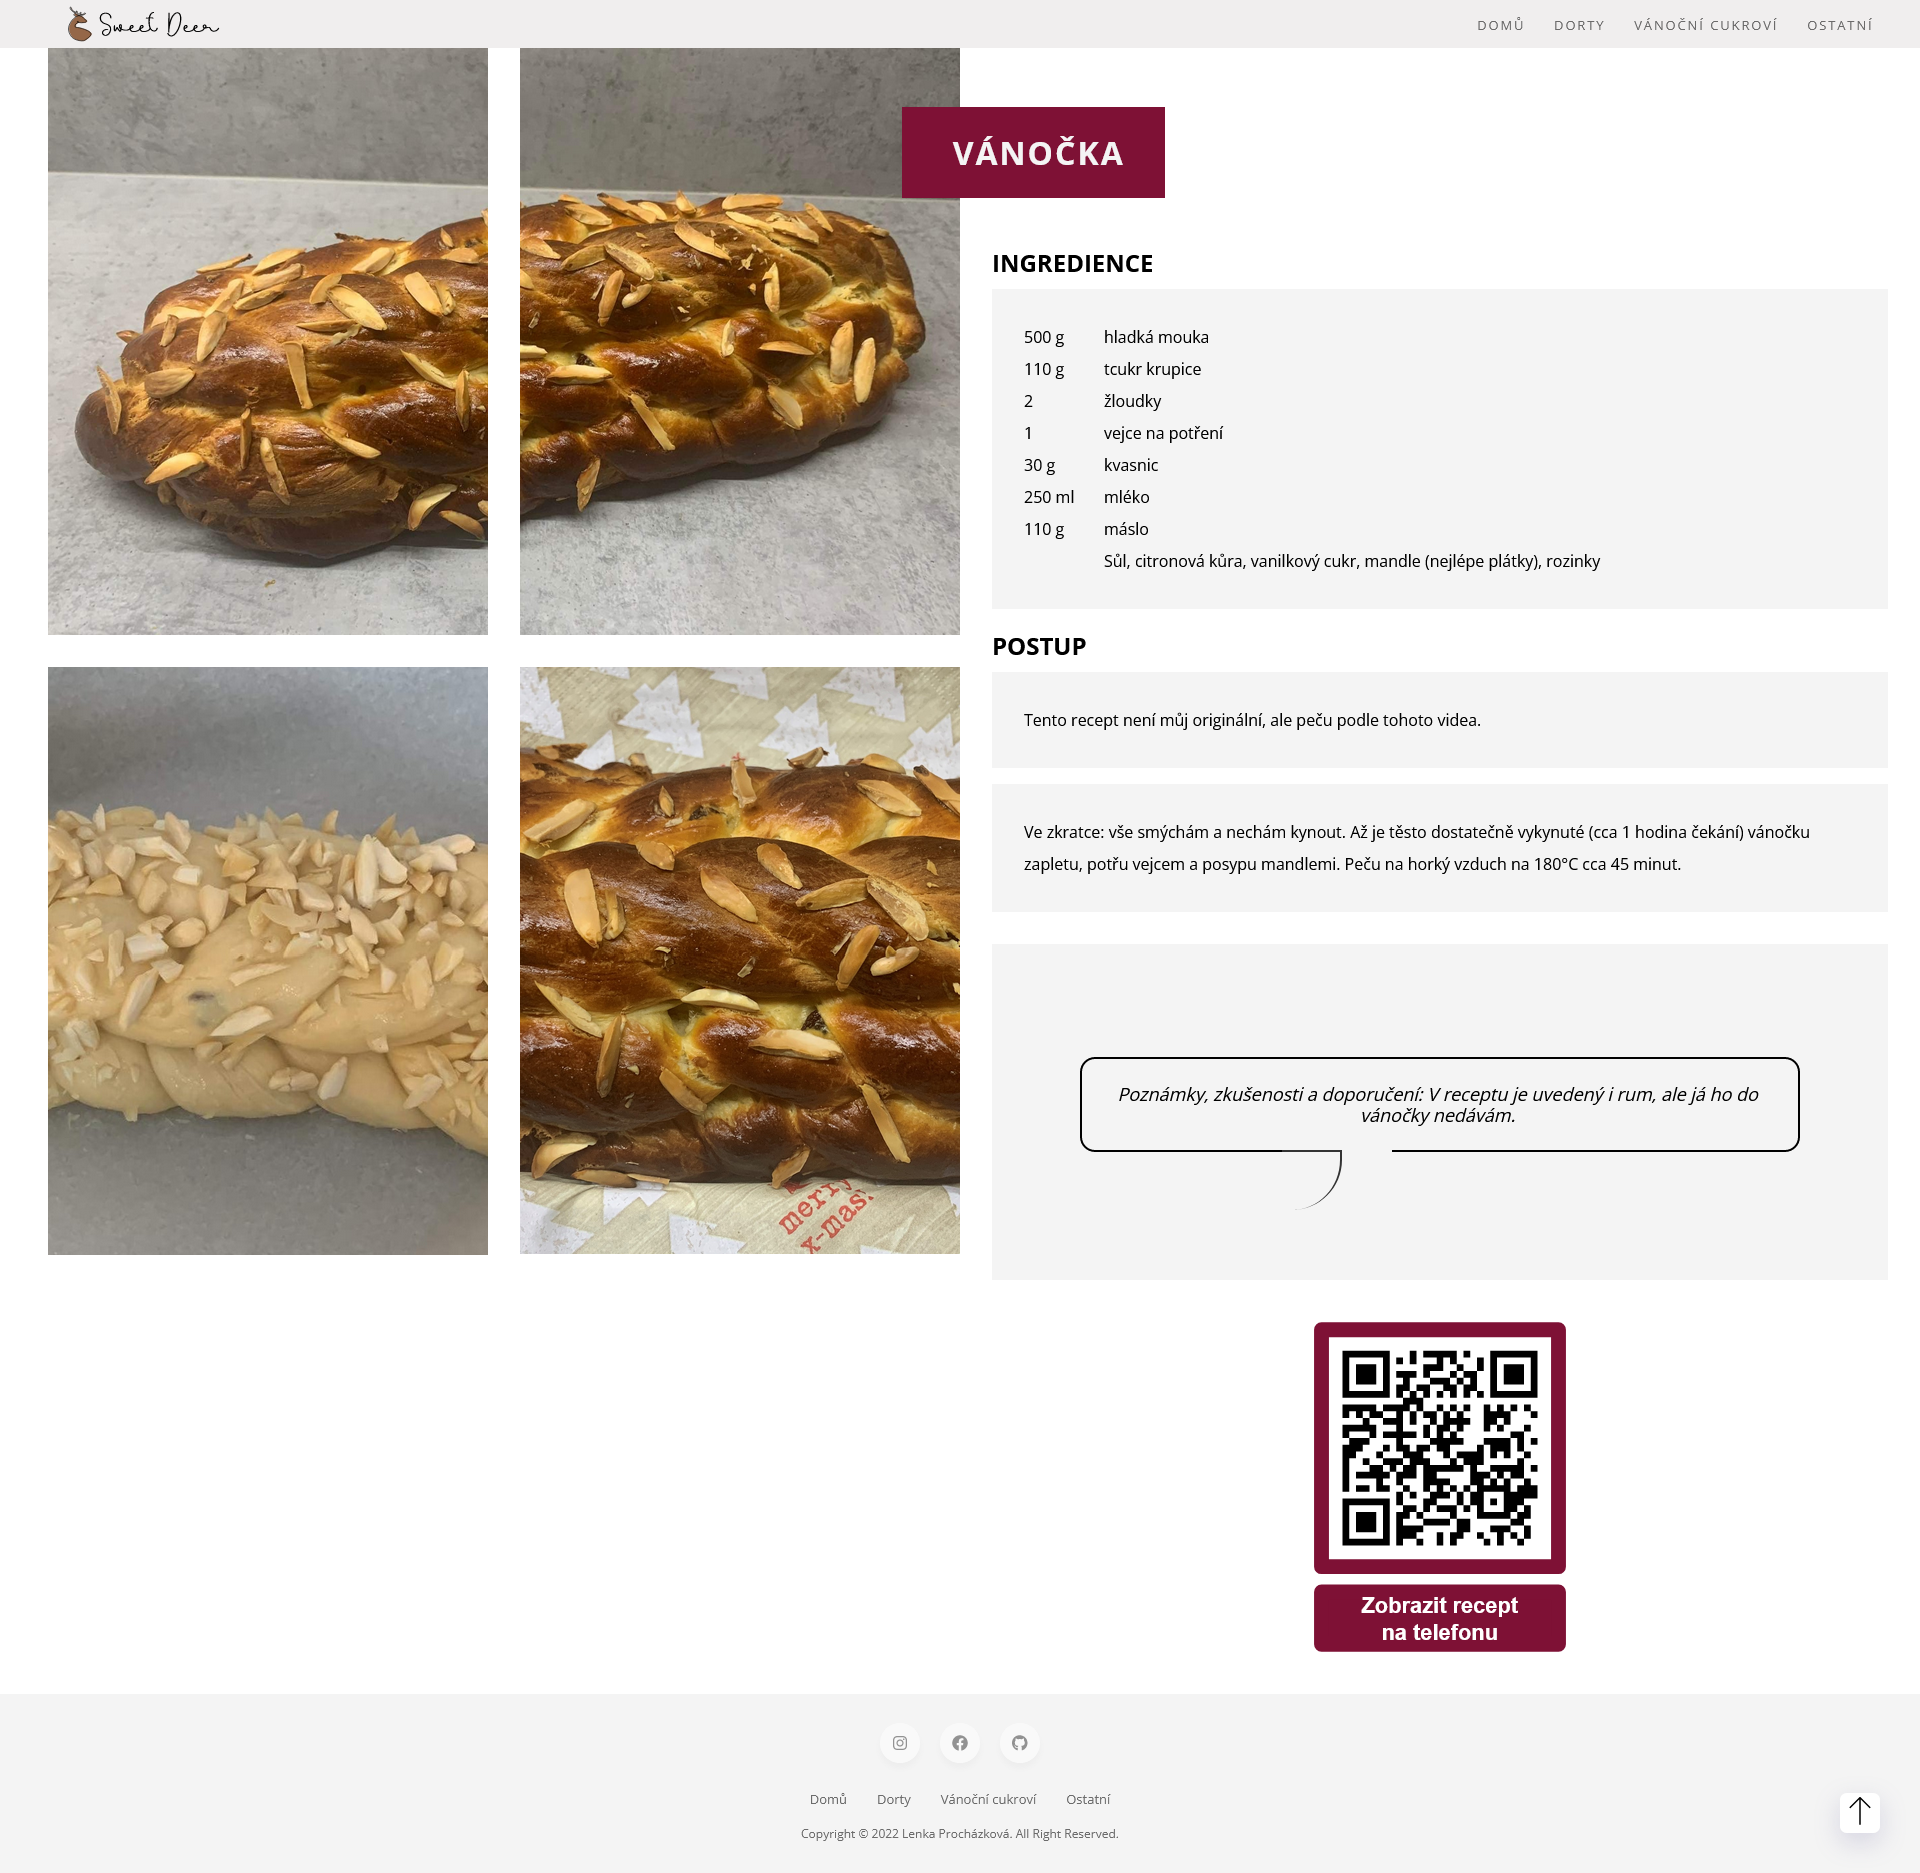 Sweet Deer
DOMŮ DORTY VÁNOČNÍ CUKROVÍ OSTATNÍ
VÁNOČKA
INGREDIENCE
500 g hladká mouka
110 g tcukr krupice
2 žloudky
1 vejce na potření
30 g kvasnic
250 ml mléko
110 g máslo
Sůl, citronová kůra, vanilkový cukr, mandle (nejlépe plátky), rozinky
POSTUP
Tento recept není můj originální, ale peču podle tohoto videa.
Ve zkratce: vše smýchám a nechám kynout. Až je těsto dostatečně vykynuté (cca 1 hodina čekání) vánočku
zapletu, potřu vejcem a posypu mandlemi. Peču na horký vzduch na 180°C cca 45 minut.
Poznámky, zkušenosti a doporučení: V receptu je uvedený i rum, ale já ho do
vánočky nedávám.
merry
x-mas
Zobrazit recept
na telefonu
Domů Dorty Vánoční cukroví Ostatní
Copyright © 2022 Lenka Procházková. All Right Reserved.